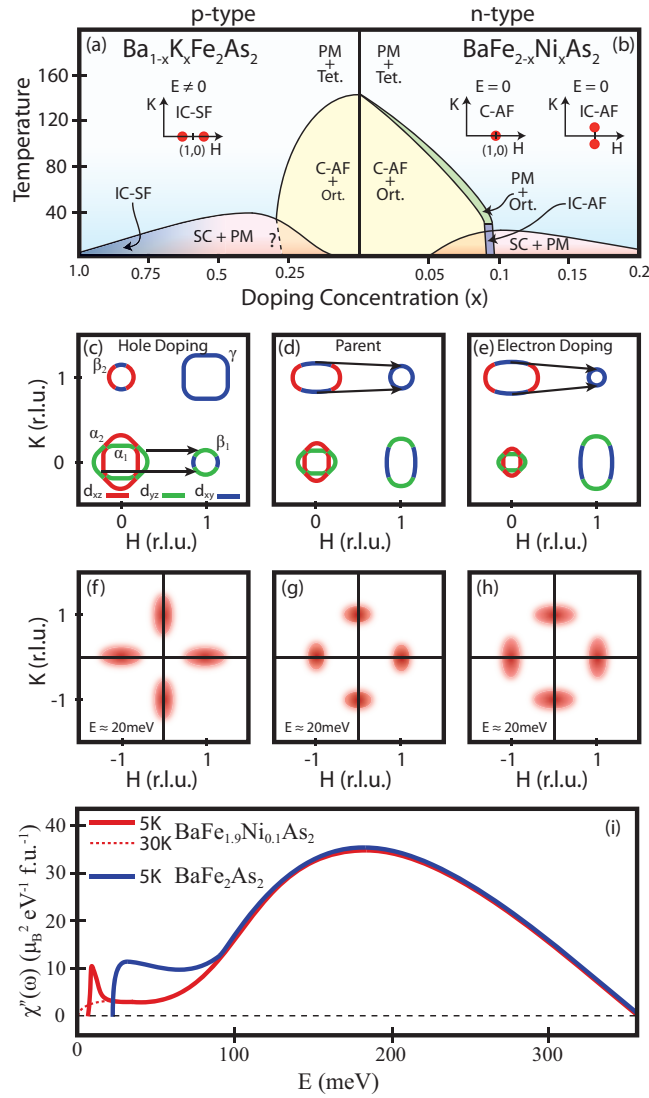 p-type
n-type
(a) Ba1-xKxFe2As2
PM
+
Tet.
PM
+
Tet.
BaFe2-xNixAs2 (b)
Temperature
160
120
80
40
E ≠ 0
K
IC-SF
(1,0)
H
E = 0
K
C-AF
(1,0)
H
E = 0
K
IC-AF
H
C-AF
+
Ort.
C-AF
+
Ort.
PM
+
Ort.
IC-AF
IC-SF
SC + PM
?
SC + PM
1.0 0.75 0.5 0.25 0.05 0.1 0.15 0.2
Doping Concentration (x)
(c) Hole Doping
β2
γ
α2
α1
β1
dxz dyz dxy
(d) Parent
(e) Electron Doping
K (r.l.u.)
1
0
0 1
H (r.l.u.)
0 1
H (r.l.u.)
0 1
H (r.l.u.)
(f)
E ≈ 20meV
(g)
E ≈ 20meV
(h)
E ≈ 20meV
K (r.l.u.)
1
-1
-1 1
H (r.l.u.)
-1 1
H (r.l.u.)
-1 1
H (r.l.u.)
(i)
5K
30K
BaFe1.9Ni0.1As2
5K BaFe2As2
χ"(ω) (μB2 eV-1 f.u.-1)
40
30
20
10
0
0 100 200 300
E (meV)